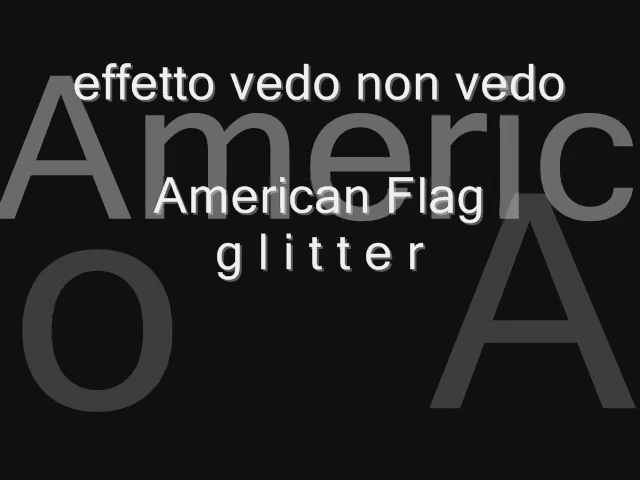 effetto vedo non vedo
Americ
American Flag
g l i t t e r
o A